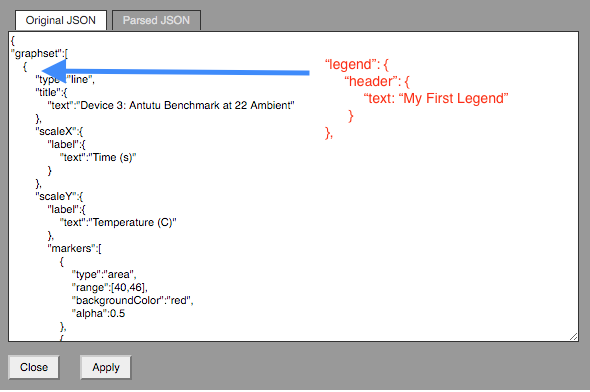 Original JSON
Parsed JSON
{
"graphset":[
{
"type":"line",
"title":{
"text":"Device 3: Antutu Benchmark at 22 Ambient"
},
"scaleX":{
"label":{
"text":"Time (s)"
}
},
"scaleY":{
"label":{
"text":"Temperature (C)"
},
"markers":[
{
"type":"area",
"range":[40,46],
"backgroundColor":"red",
"alpha":0.5
},
{
“legend”: {
“header”: {
“text: “My First Legend”
}
},
Close
Apply